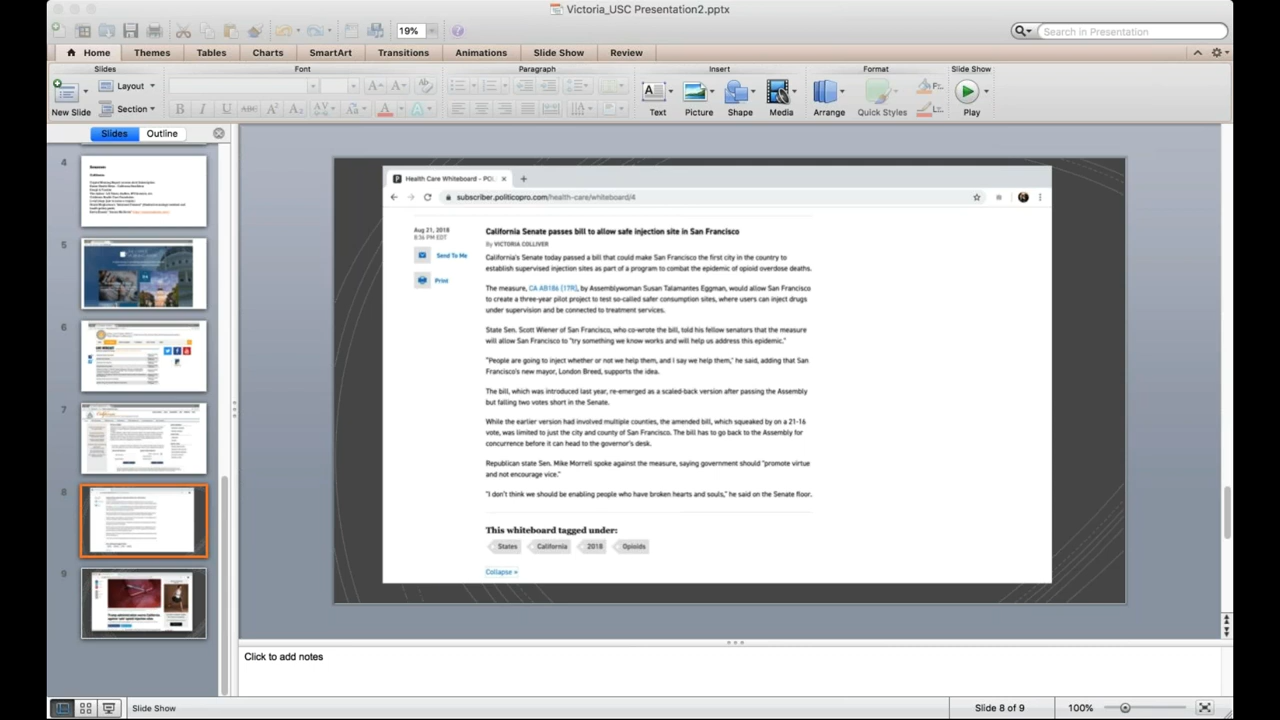 Victoria_USC Presentation2.pptx
19%
Search in Presentation
Home Themes Tables Charts SmartArt Transitions Animations Slide Show Review
Slides Font Paragraph Insert Format Slide Show
Layout
Section
New Slide
Text Picture Shape Media Arrange Quick Styles Play
Slides Outline
4
5
6
7
8
9
Health Care Whiteboard - PO
subscriber.politicopro.com/health-care/whiteboard/4
Aug 21, 2018
8:36 PM EDT
Send To Me
Print
California Senate passes bill to allow safe injection site in San Francisco
By VICTORIA COLLIVER
California's Senate today passed a bill that could make San Francisco the first city in the country to
establish supervised injection sites as part of a program to combat the epidemic of opioid overdose deaths.
The measure, CA AB186 (17R), by Assemblywoman Susan Talamantes Eggman, would allow San Francisco
to create a three-year pilot project to test so-called safer consumption sites, where users can inject drugs
under supervision and be connected to treatment services.
State Sen. Scott Wiener of San Francisco, who co-wrote the bill, told his fellow senators that the measure
will allow San Francisco to "try something we know works and will help us address this epidemic."
"People are going to inject whether or not we help them, and I say we help them," he said, adding that San
Francisco's new mayor, London Breed, supports the idea.
The bill, which was introduced last year, re-emerged as a scaled-back version after passing the Assembly
but falling two votes short in the Senate.
While the earlier version had involved multiple counties, the amended bill, which squeaked by on a 21-16
vote, was limited to just the city and county of San Francisco. The bill has to go back to the Assembly for
concurrence before it can head to the governor's desk.
Republican state Sen. Mike Morrell spoke against the measure, saying government should "promote virtue
and not encourage vice."
"I don't think we should be enabling people who have broken hearts and souls," he said on the Senate floor.
This whiteboard tagged under:
States California 2018 Opioids
Collapse
Click to add notes
Slide Show
Slide 8 of 9
100%